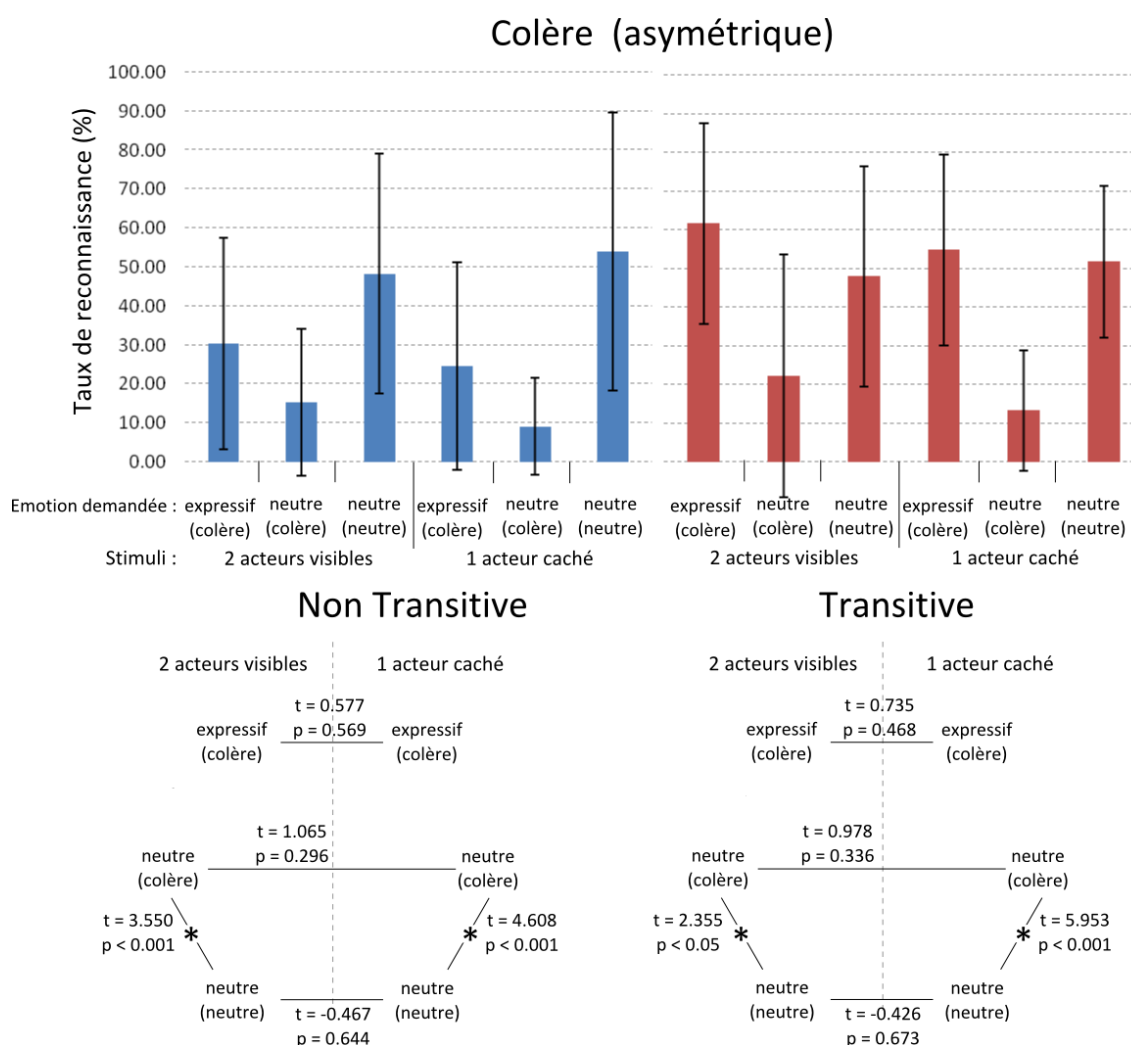 Colère (asymétrique)
Taux de reconnaissance (%)
100.00
90.00
80.00
70.00
60.00
50.00
40.00
30.00
20.00
10.00
0.00
Emotion demandée : expressif neutre neutre expressif neutre neutre expressif neutre neutre expressif neutre neutre
(colère) (colère) (neutre) (colère) (colère) (neutre) (colère) (colère) (neutre) (colère) (colère) (neutre)
Stimuli : 2 acteurs visibles 1 acteur caché 2 acteurs visibles 1 acteur caché
Non Transitive Transitive
2 acteurs visibles 1 acteur caché 2 acteurs visibles 1 acteur caché
t = 0.577 t = 0.735
expressif p = 0.569 expressif expressif p = 0.468 expressif
(colère) (colère) (colère) (colère)
t = 1.065 t = 0.978
neutre p = 0.296 neutre neutre p = 0.336 neutre
(colère) (colère) (colère) (colère)
t = 3.550 * * t = 4.608 t = 2.355 * * t = 5.953
p < 0.001 p < 0.001 p < 0.05 p < 0.001
neutre neutre neutre neutre
(neutre) (neutre) (neutre) (neutre)
t = -0.467 t = -0.426
p = 0.644 p = 0.673